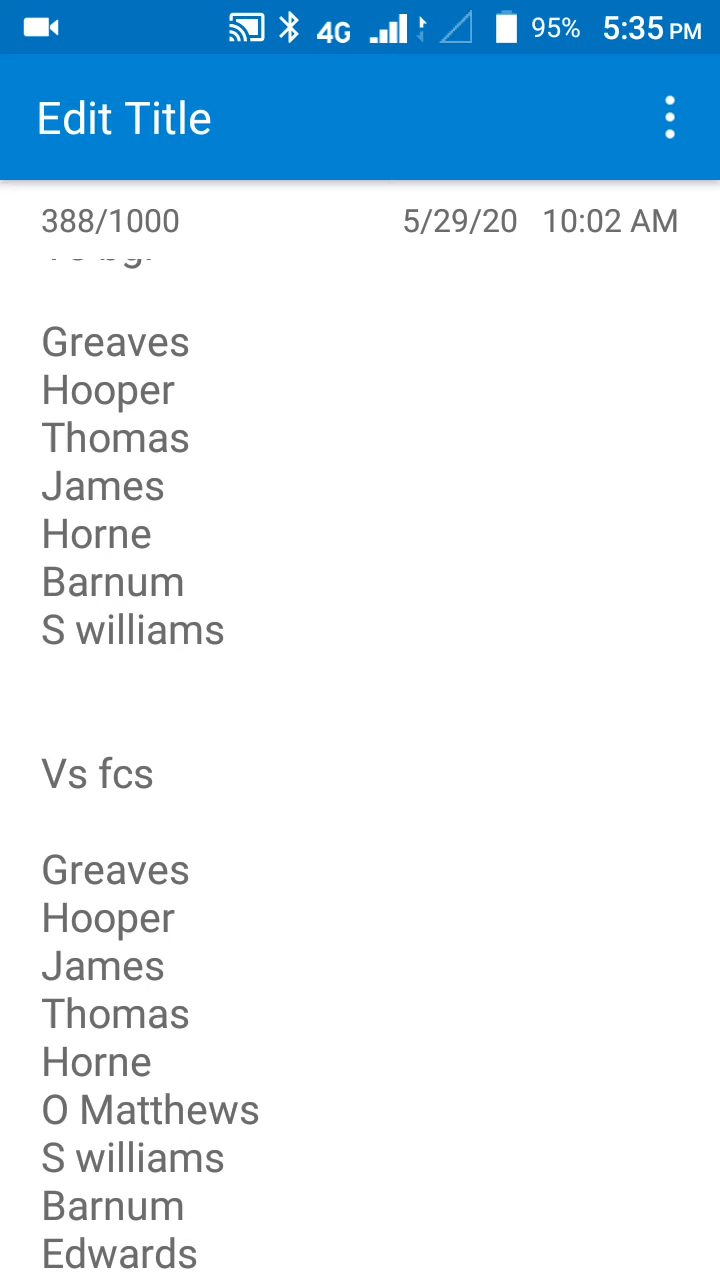 4G 95% 5:35 PM
Edit Title
388/1000 5/29/20 10:02 AM
Greaves
Hooper
Thomas
James
Horne
Barnum
S williams
Vs fcs
Greaves
Hooper
James
Thomas
Horne
O Matthews
S williams
Barnum
Edwards